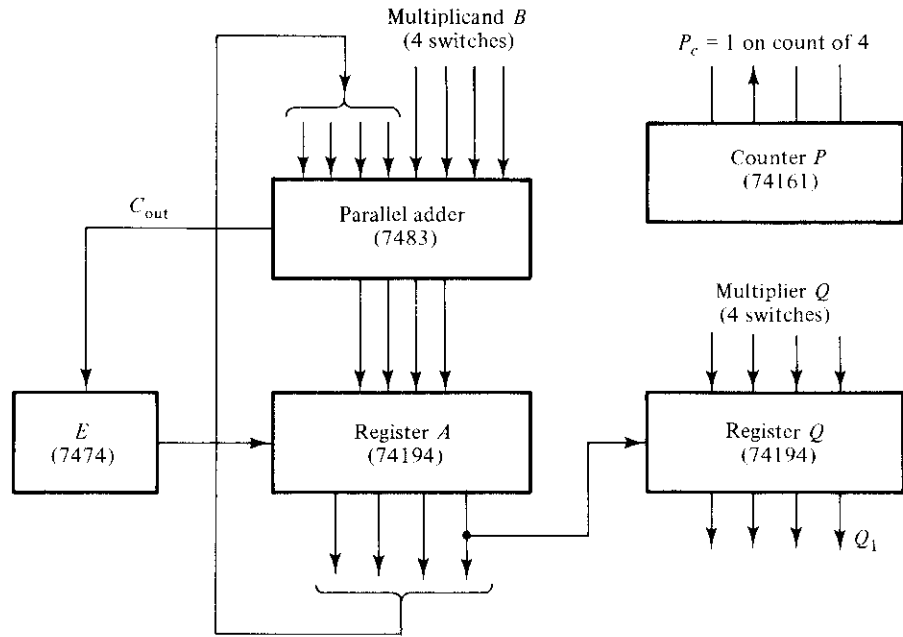 Multiplicand B
(4 switches)
P_c = 1 on count of 4
Parallel adder
(7483)
Counter P
(74161)
C_out
Multiplier Q
(4 switches)
E
(7474)
Register A
(74194)
Register Q
(74194)
Q_1